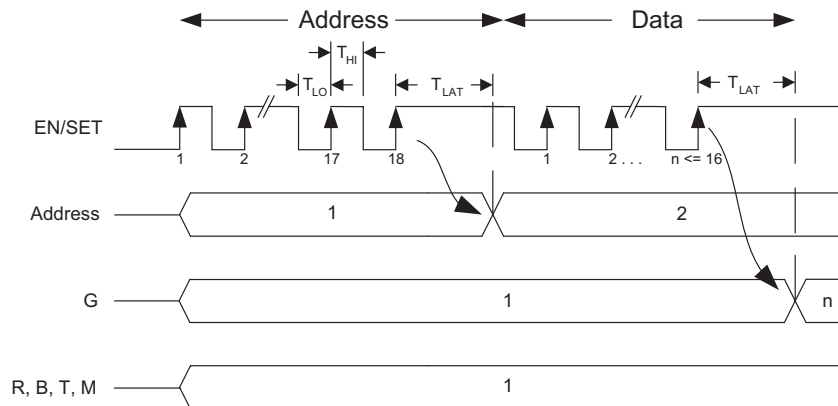 Address Data
T_HI
T_LO T_LAT T_LAT
EN/SET
1 2 17 18 1 2 . . . n <= 16
Address 1 2
G 1 n
R, B, T, M 1